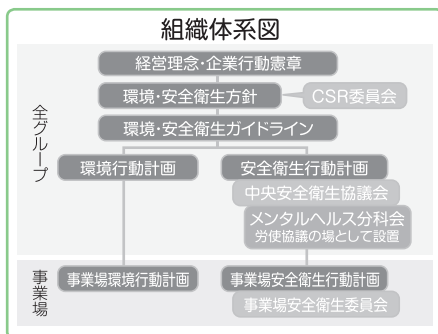 組織体系図
全グループ
経営理念・企業行動憲章
環境・安全衛生方針
CSR委員会
環境・安全衛生ガイドライン
環境行動計画
安全衛生行動計画
中央安全衛生協議会
メンタルヘルス分科会
労使協議の場として設置
事業場
事業場環境行動計画
事業場安全衛生行動計画
事業場安全衛生委員会